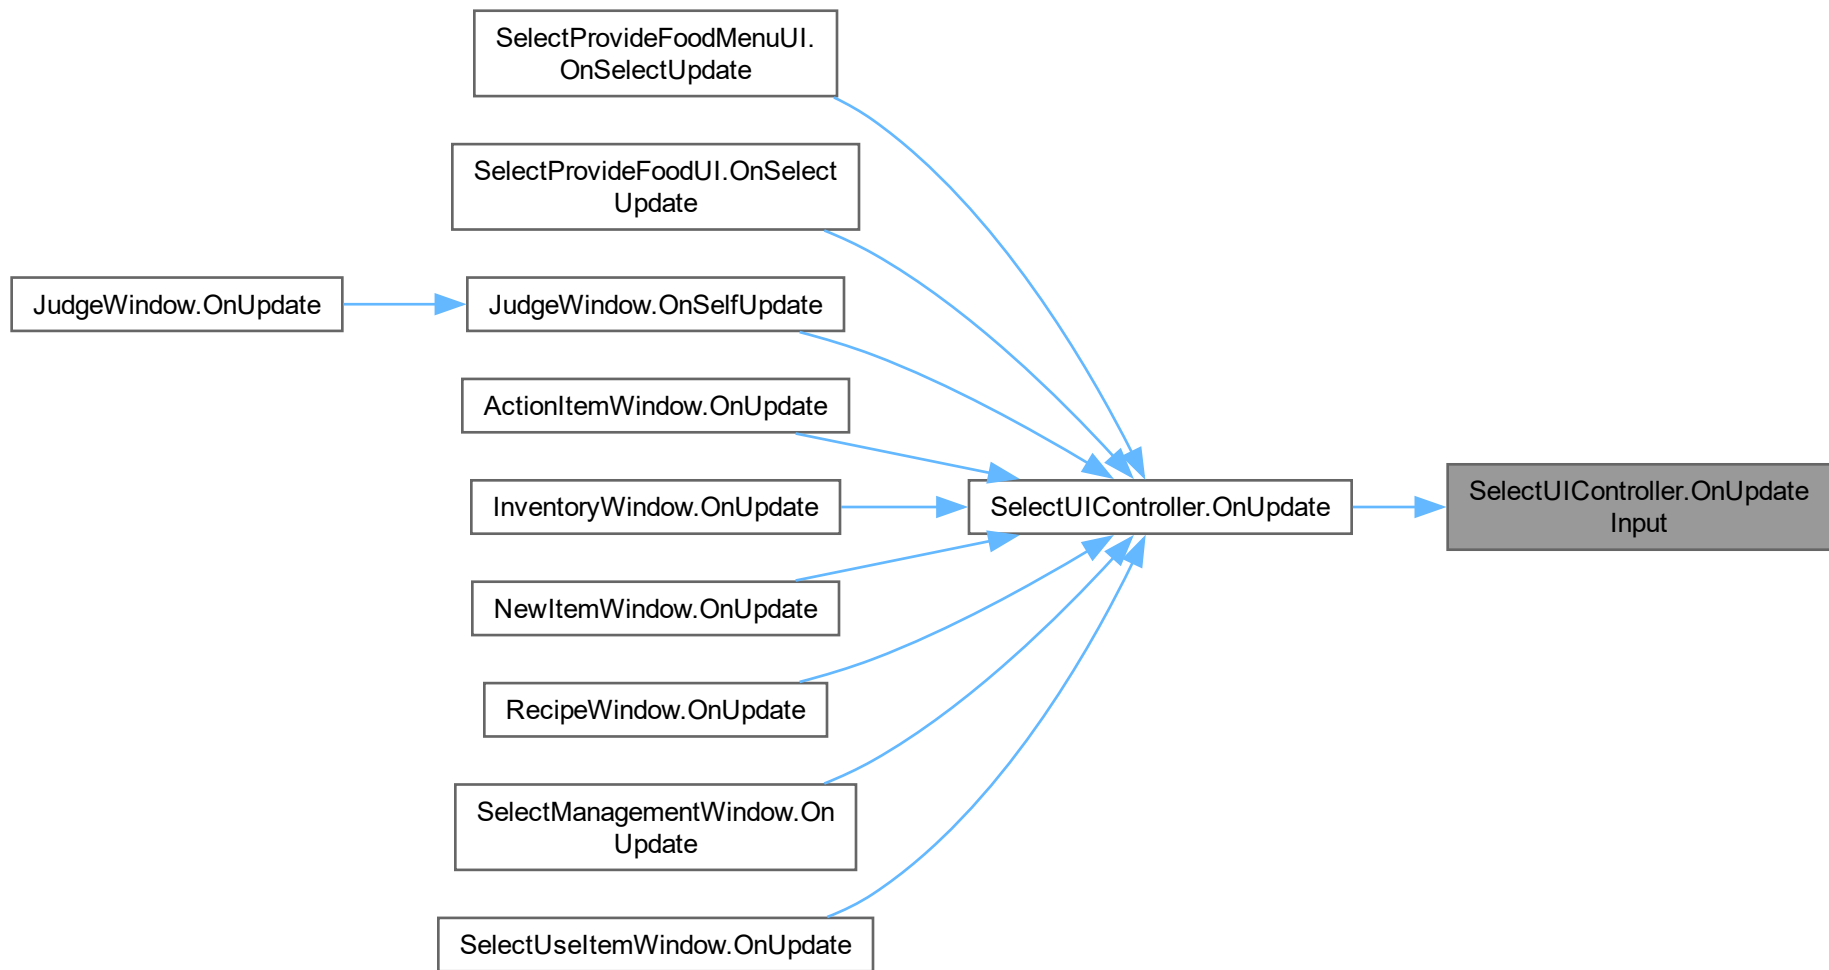 SelectProvideFoodMenuUI.
OnSelectUpdate
SelectProvideFoodUI.OnSelect
Update
JudgeWindow.OnUpdate
JudgeWindow.OnSelfUpdate
ActionItemWindow.OnUpdate
InventoryWindow.OnUpdate
SelectUIController.OnUpdate
SelectUIController.OnUpdate
Input
NewItemWindow.OnUpdate
RecipeWindow.OnUpdate
SelectManagementWindow.On
Update
SelectUseItemWindow.OnUpdate